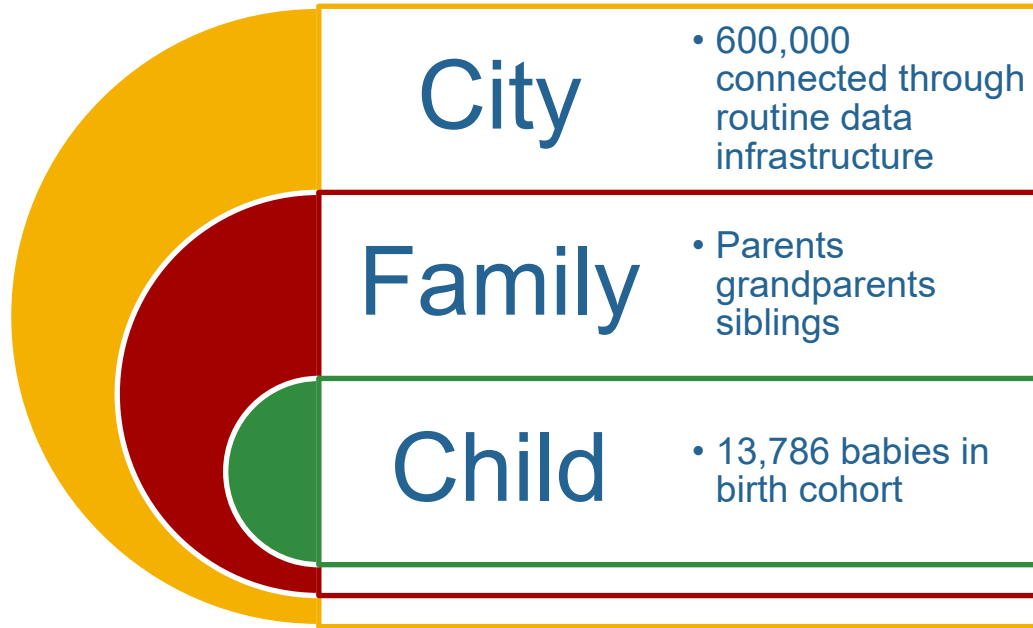 City
• 600,000
connected through
routine data
infrastructure
Family
• Parents
grandparents
siblings
Child
• 13,786 babies in
birth cohort